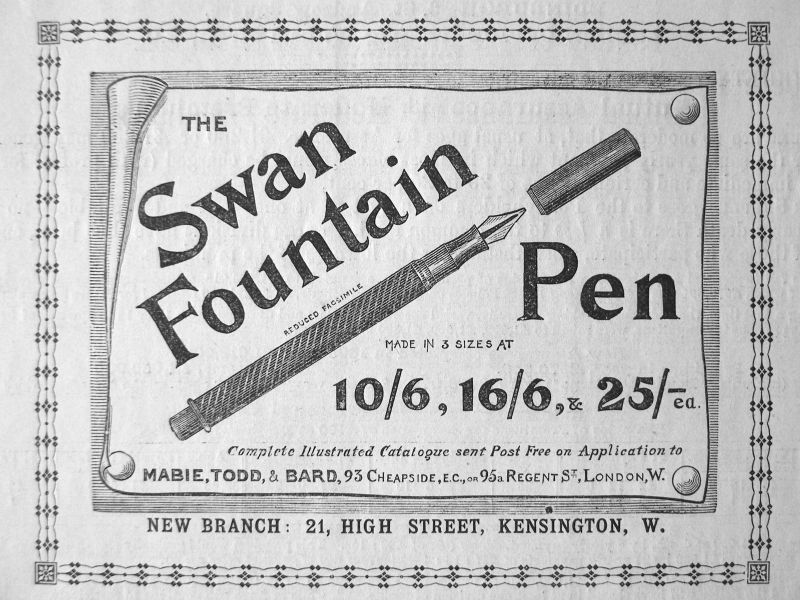 THE
Swan
Fountain
Pen
REDUCED FACSIMILE
MADE IN 3 SIZES AT
10/6, 16/6, & 25/- ea.
Complete Illustrated Catalogue sent Post Free on Application to
MABIE, TODD, & BARD, 93 CHEAPSIDE, E.C., OR 95a REGENT ST, LONDON, W.
NEW BRANCH: 21, HIGH STREET, KENSINGTON, W.